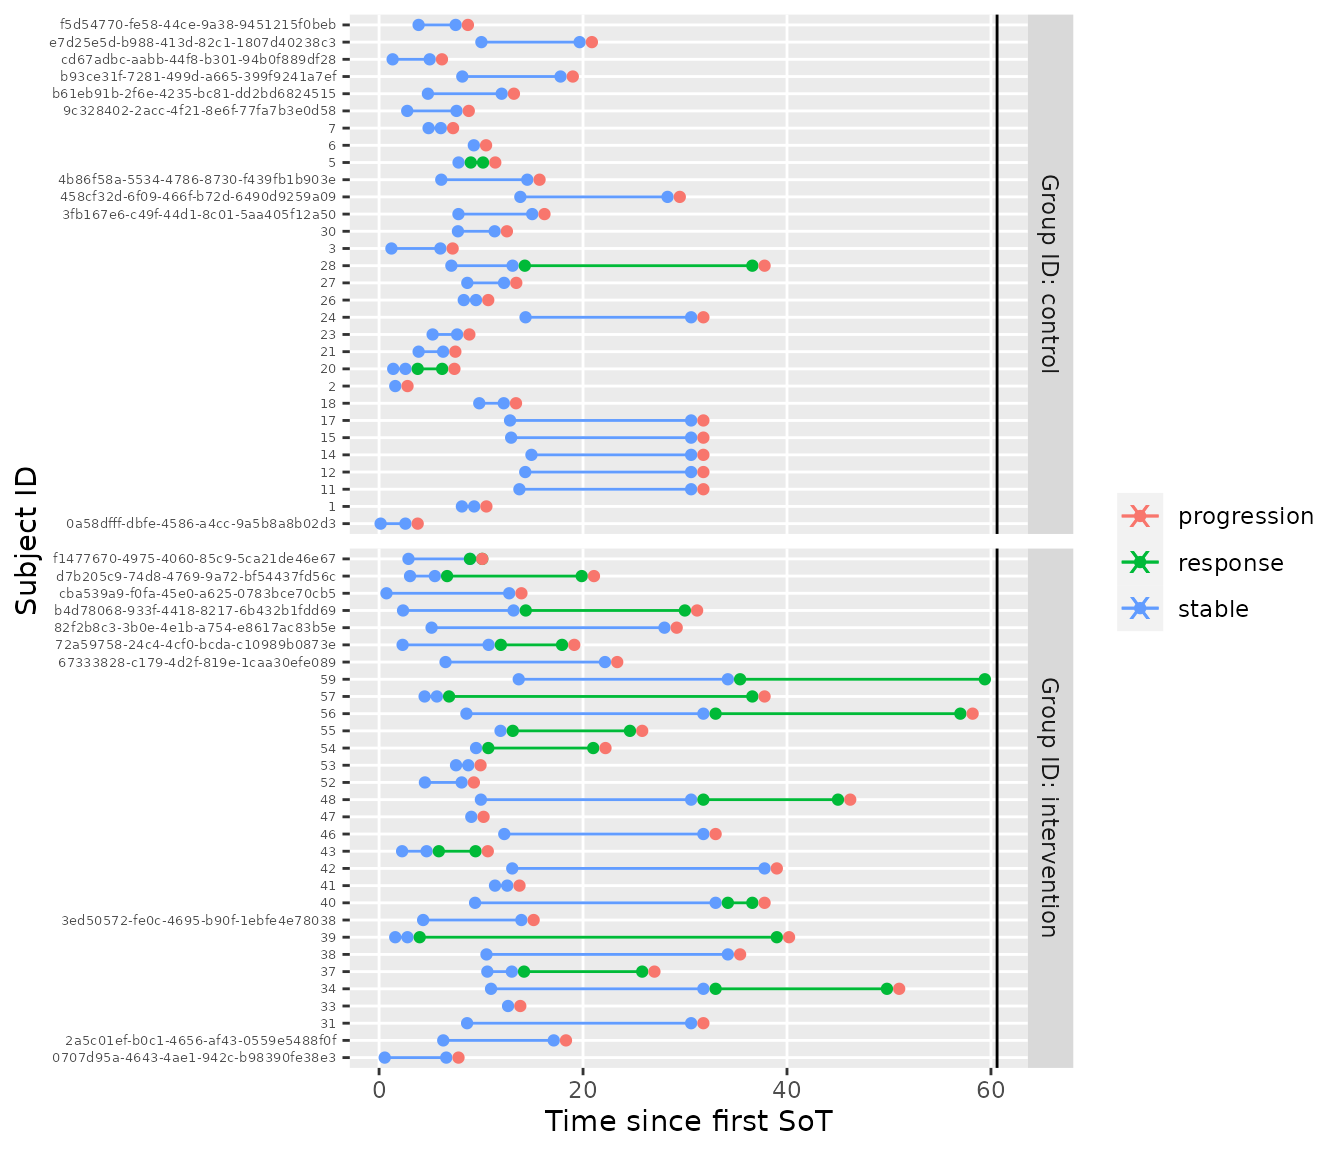 f5d54770-fe58-44ce-9a38-9451215f0beb
e7d25e5d-b988-413d-82c1-1807d40238c3
cd67adbc-aabb-44f8-b301-94b0f889df28
b93ce31f-7281-499d-a665-399f9241a7ef
b61eb91b-2f6e-4235-bc81-dd2bd6824515
9c328402-2acc-4f21-8e6f-77fa7b3e0d58
7
6
5
4b86f58a-5534-4786-8730-f439fb1b903e
458cf32d-6f09-466f-b72d-6490d9259a09
3fb167e6-c49f-44d1-8c01-5aa405f12a50
30
3
28
27
26
24
23
21
20
2
18
17
15
14
12
11
1
0a58dfff-dbfe-4586-a4cc-9a5b8a8b02d3
Group ID: control
f1477670-4975-4060-85c9-5ca21de46e67
d7b205c9-74d8-4769-9a72-bf54437fd56c
cba539a9-f0fa-45e0-a625-0783bce70cb5
b4d78068-933f-4418-8217-6b432b1fdd69
82f2b8c3-3b0e-4e1b-a754-e8617ac83b5e
72a59758-24c4-4cf0-bcda-c10989b0873e
67333828-c179-4d2f-819e-1caa30efe089
59
57
56
55
54
53
52
48
47
46
43
42
41
40
3ed50572-fe0c-4695-b90f-1ebfe4e78038
39
38
37
34
33
31
2a5c01ef-b0c1-4656-af43-0559e5488f0f
0707d95a-4643-4ae1-942c-b98390fe38e3
Group ID: intervention
Subject ID
0 20 40 60
Time since first SoT
progression
response
stable